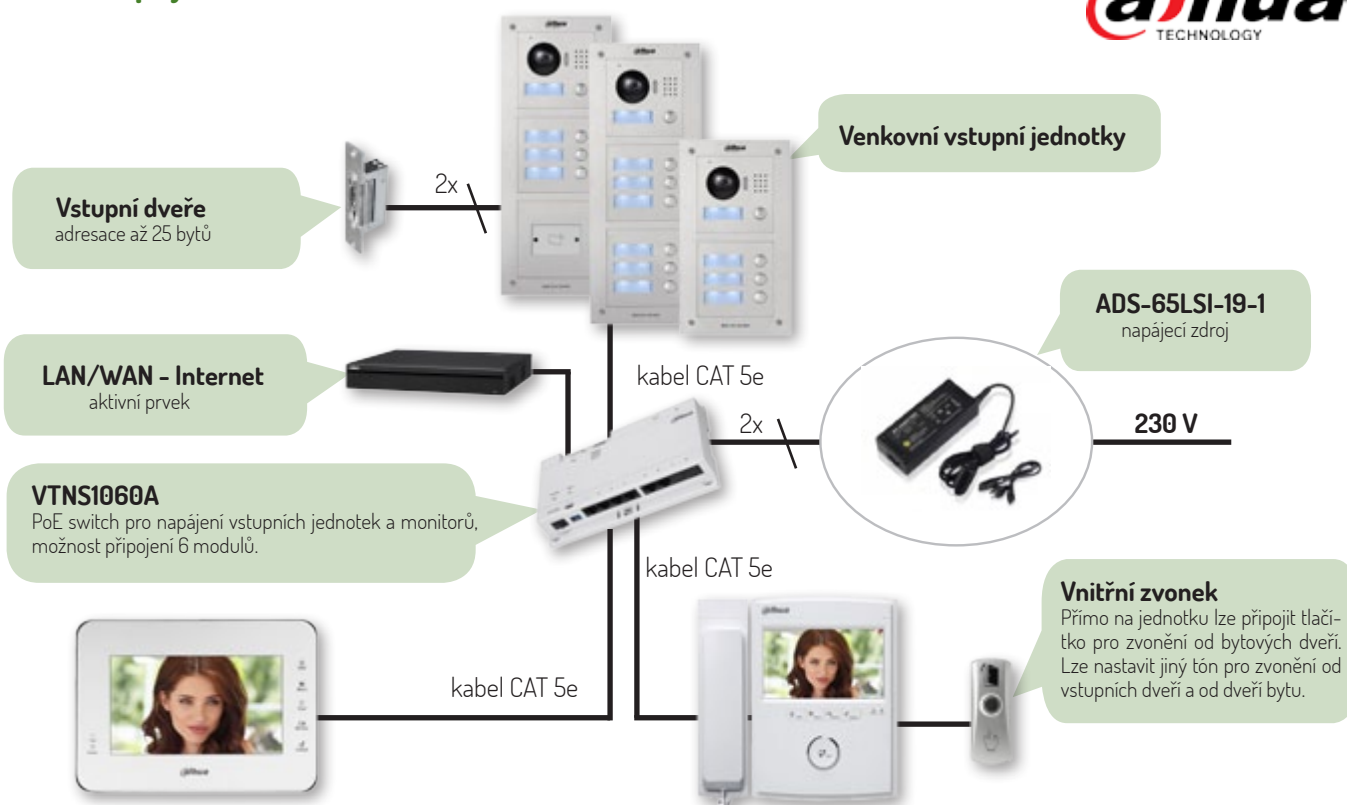 ahua
TECHNOLOGY
Venkovní vstupní jednotky
2x
Vstupní dveře
adresace až 25 bytů
ADS-65LSI-19-1
napájecí zdroj
LAN/WAN - Internet
aktivní prvek
kabel CAT 5e
2x
230 V
VTNS1060A
PoE switch pro napájení vstupních jednotek a monitorů,
možnost připojení 6 modulů.
kabel CAT 5e
Vnitřní zvonek
Přímo na jednotku lze připojit tlačí-
tko pro zvonění od bytových dveří.
Lze nastavit jiný tón pro zvonění od
vstupních dveří a od dveří bytu.
kabel CAT 5e
alhua